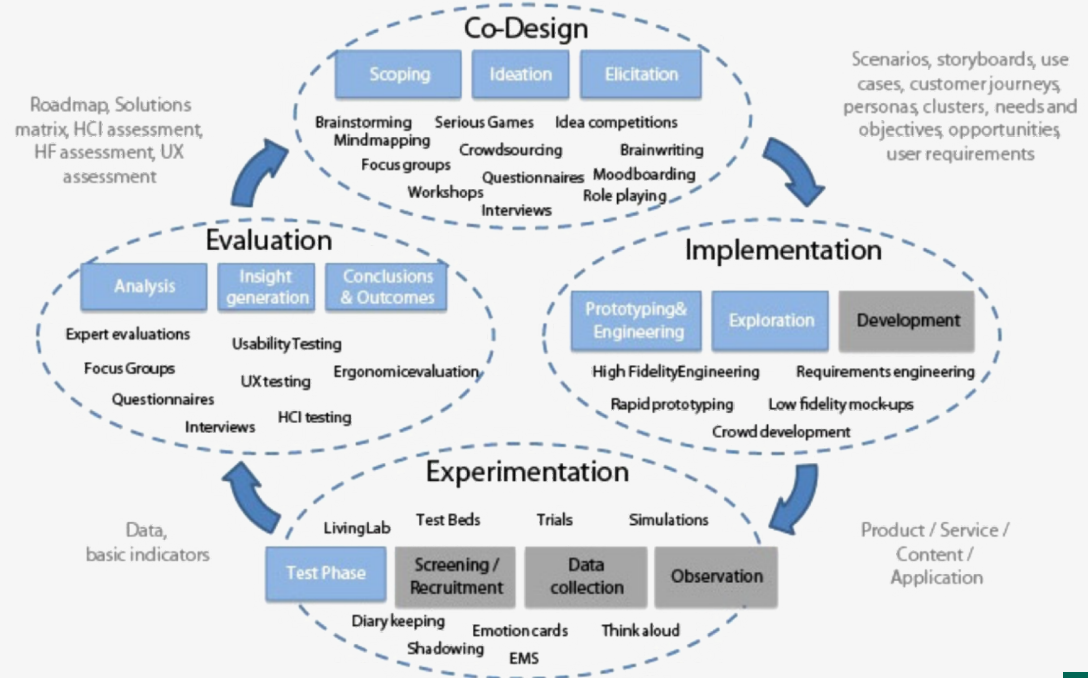 Co-Design
Scoping
Ideation
Elicitation
Brainstorming
Serious Games
Idea competitions
Mindmapping
Crowdsourcing
Brainwriting
Focus groups
Questionnaires
Moodboarding
Workshops
Role playing
Interviews
Scenarios, storyboards, use
cases, customer journeys,
personas, clusters, needs and
objectives, opportunities,
user requirements
Implementation
Prototyping&
Engineering
Exploration
Development
High FidelityEngineering
Requirements engineering
Rapid prototyping
Low fidelity mock-ups
Crowd development
Product / Service /
Content /
Application
Experimentation
LivingLab
Test Beds
Trials
Simulations
Test Phase
Screening /
Recruitment
Data
collection
Observation
Diary keeping
Emotion cards
Think aloud
Shadowing
EMS
Data,
basic indicators
Evaluation
Analysis
Insight
generation
Conclusions
& Outcomes
Expert evaluations
Usability Testing
Focus Groups
UX testing
Ergonomicevaluation
Questionnaires
HCI testing
Interviews
Roadmap, Solutions
matrix, HCI assessment,
HF assessment, UX
assessment